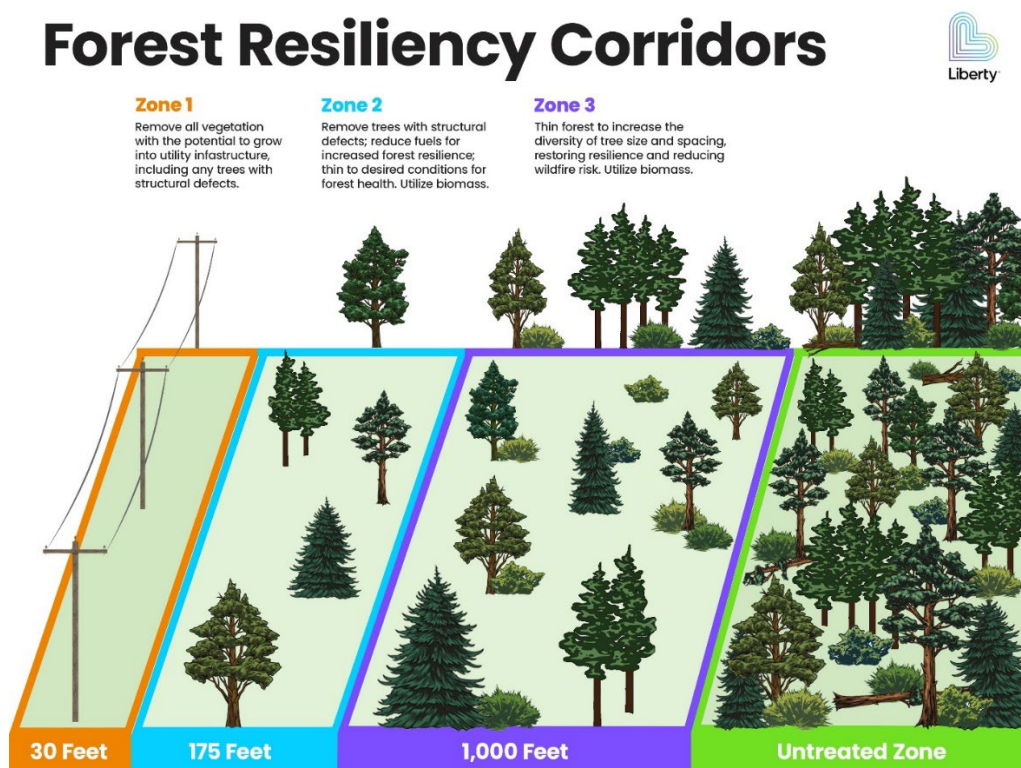 Forest Resiliency Corridors
Liberty
Zone 1
Remove all vegetation
with the potential to grow
into utility infastructure,
including any trees with
structural defects.
Zone 2
Remove trees with structural
defects; reduce fuels for
increased forest resilience;
thin to desired conditions for
forest health. Utilize biomass.
Zone 3
Thin forest to increase the
diversity of tree size and spacing,
restoring resilience and reducing
wildfire risk. Utilize biomass.
30 Feet
175 Feet
1,000 Feet
Untreated Zone